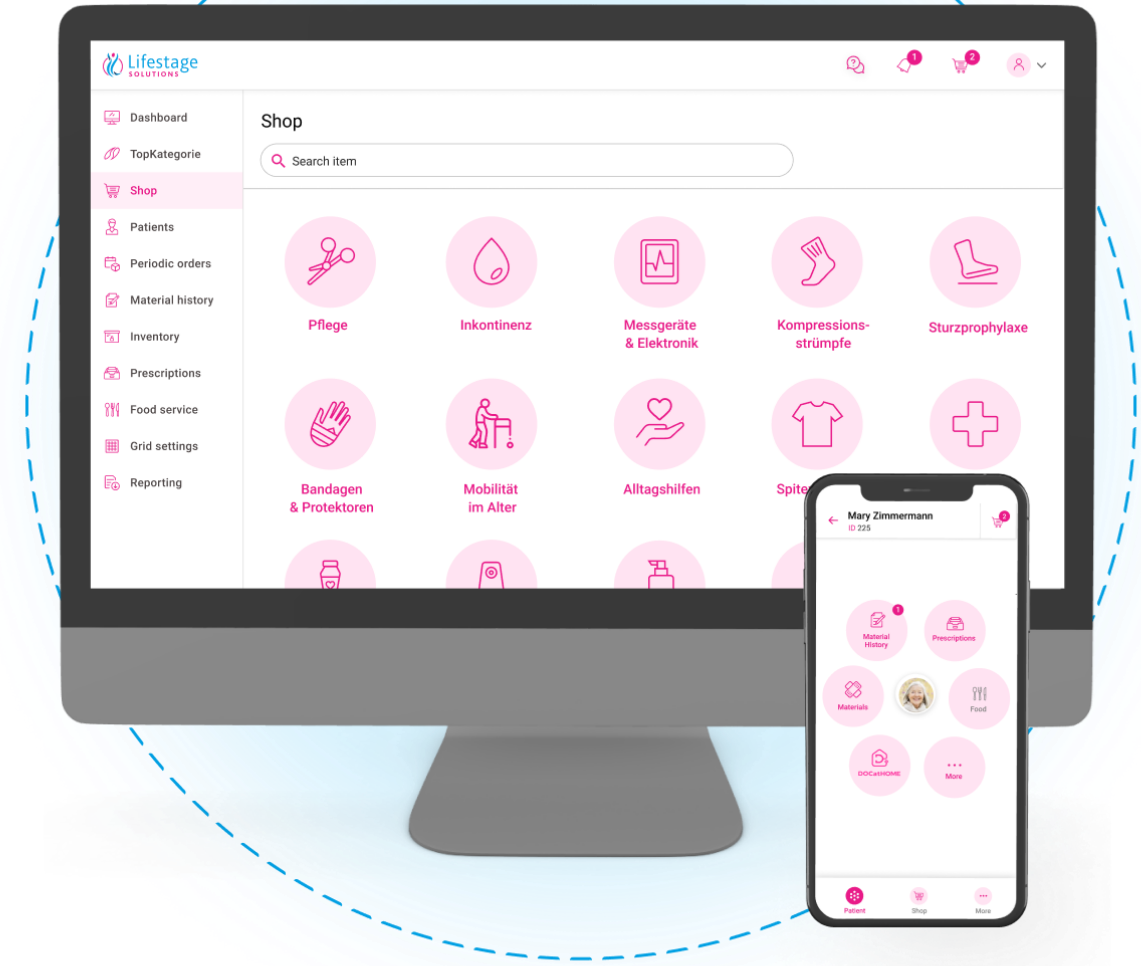 Lifestage
SOLUTIONS
1
2
Dashboard
TopKategorie
Shop
Patients
Periodic orders
Material history
Inventory
Prescriptions
Food service
Grid settings
Reporting
Shop
Search item
Pflege
Inkontinenz
Messgeräte
& Elektronik
Kompressions-
strümpfe
Sturzprophylaxe
Bandagen
& Protektoren
Mobilität
im Alter
Alltagshilfen
Mary Zimmermann
ID 225
2
1
Material
History
Prescriptions
Materials
Food
DOCatHOME
More
Patient
Shop
More